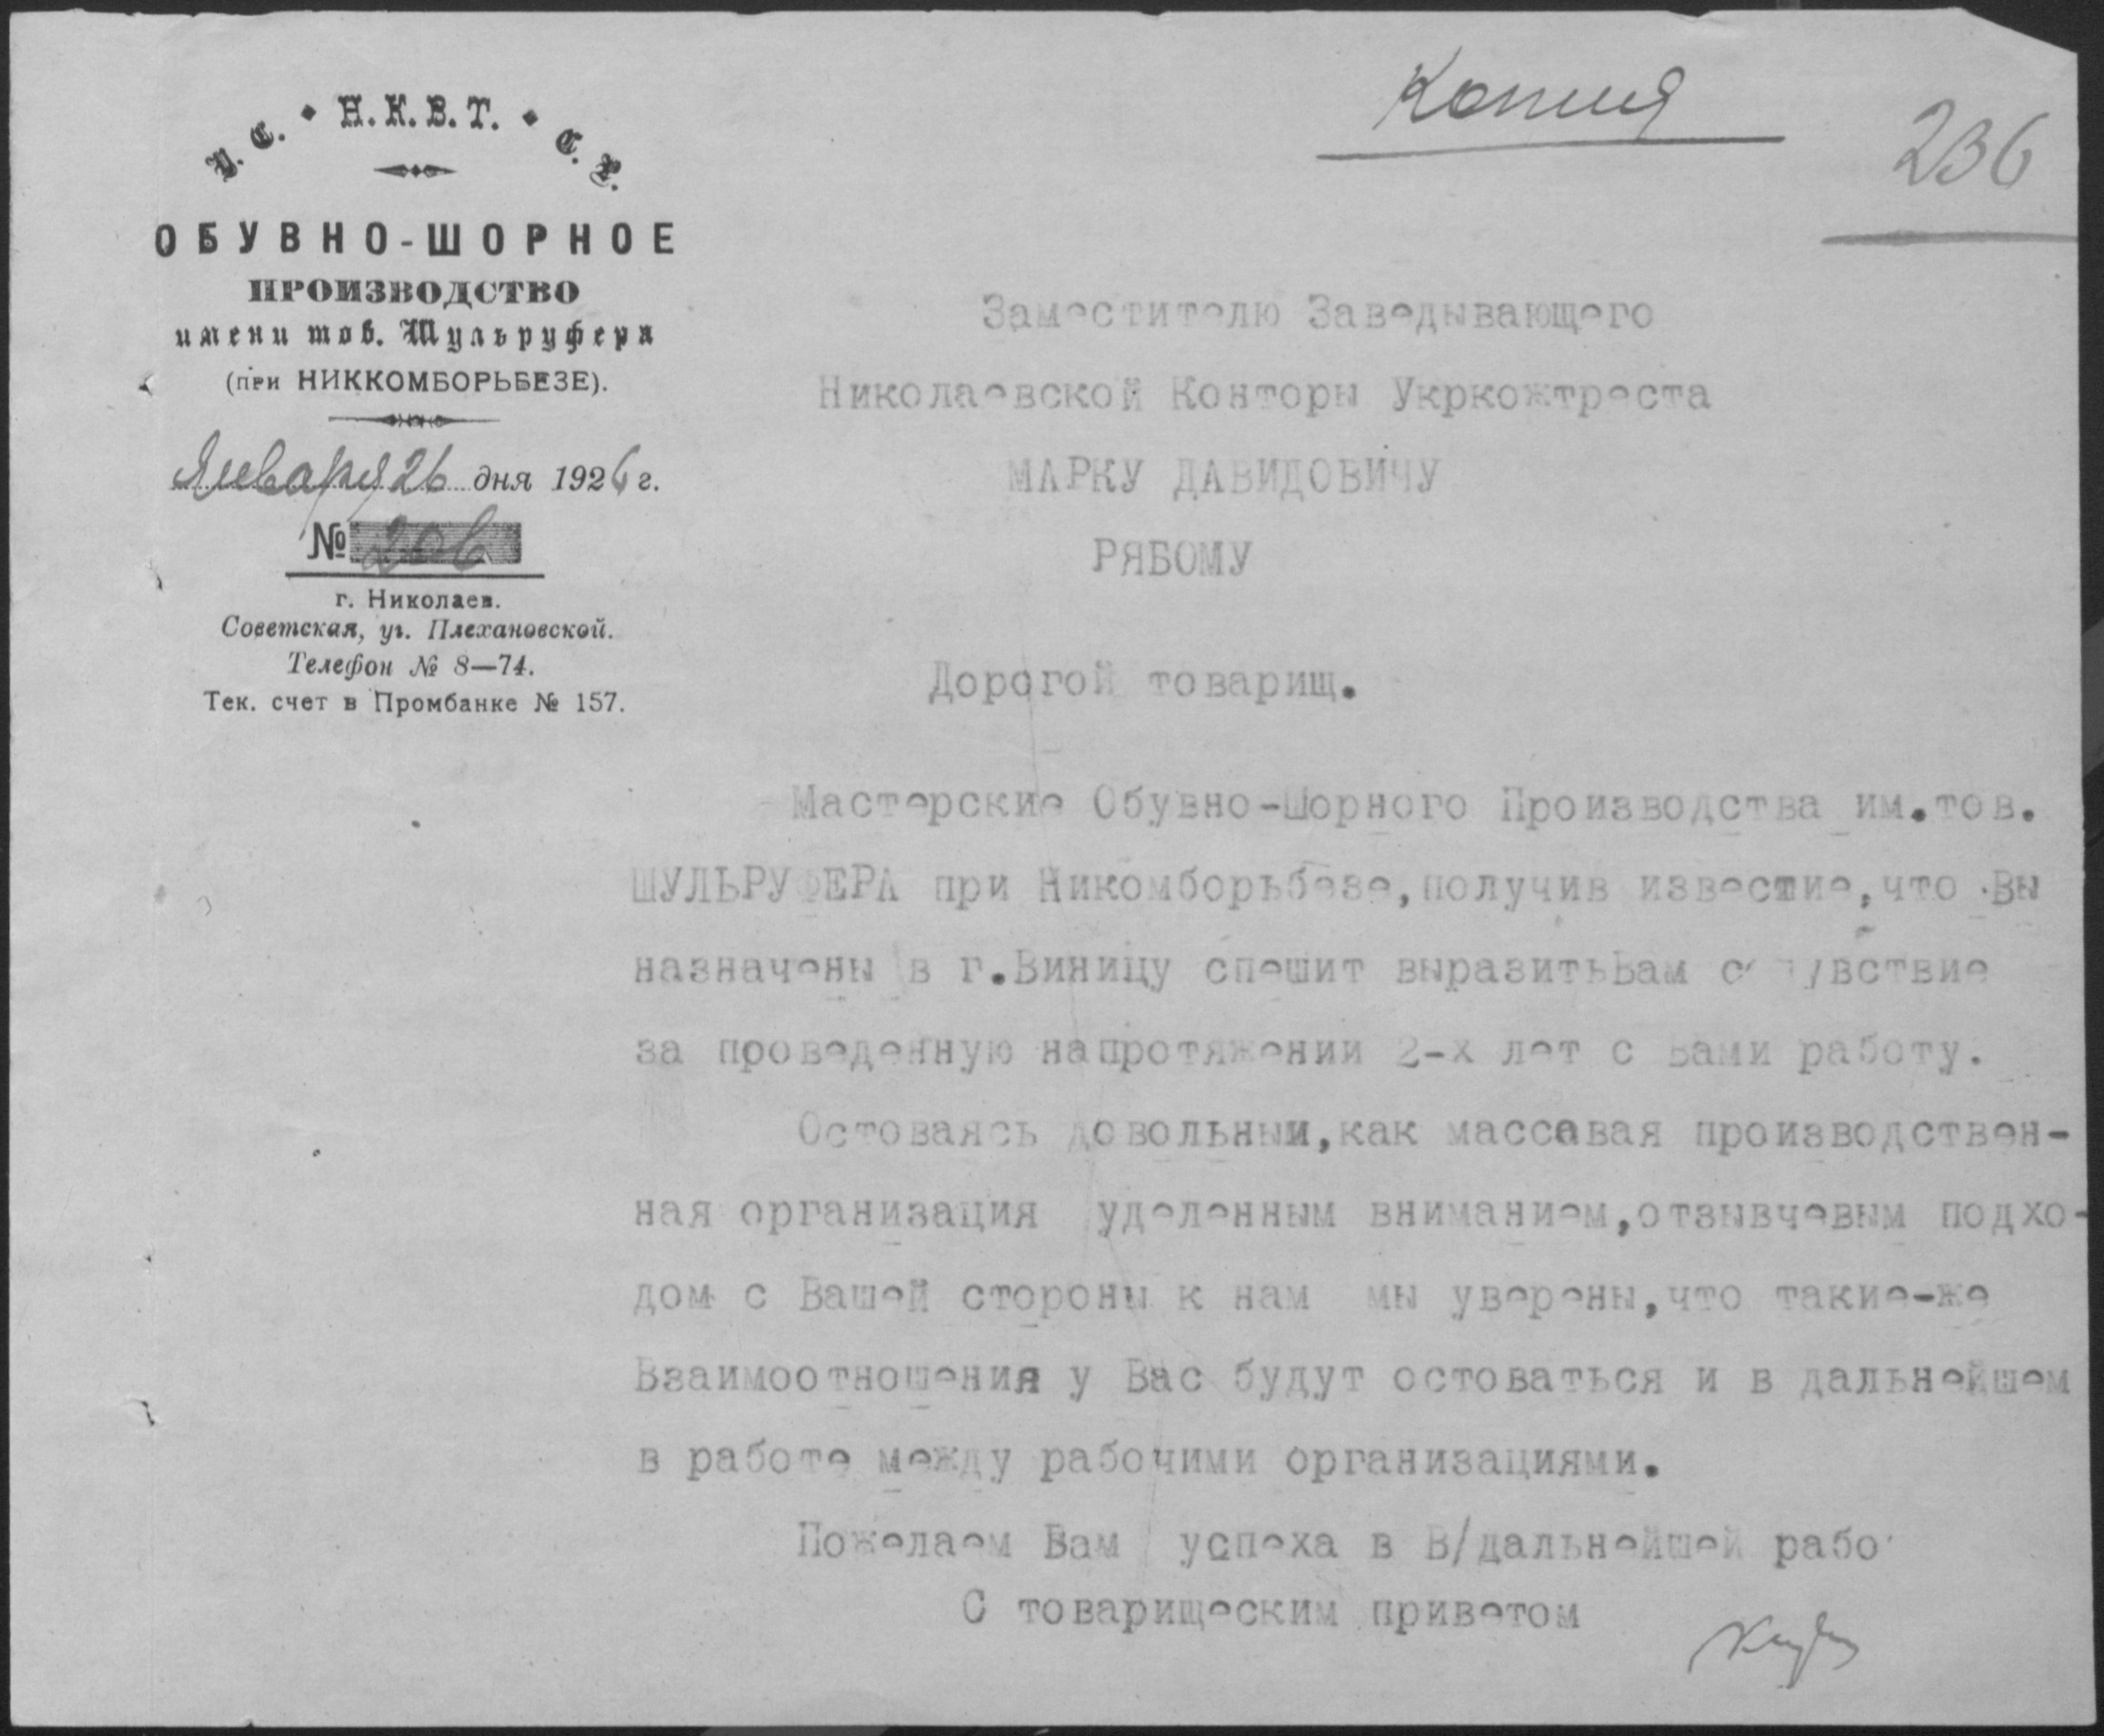 Копия
236
У. С. Н. К. В. Т. С. Р.
ОБУВНО-ШОРНОЕ
ПРОИЗВОДСТВО
имени тов. Шульруфера
(при НИККОМБОРЬБЕЗЕ).
Января 26 дня 1926 г.
№ 206
г. Николаев.
Советская, уг. Плехановской.
Телефон № 8—74.
Тек. счет в Промбанке № 157.
Заместителю Заведывающего
Николаевской Конторы Укркожтреста
МАРКУ ДАВИДОВИЧУ
РЯБОМУ
Дорогой товарищ.
Мастерские Обувно-Шорного Производства им.тов.
ШУЛЬРУФЕРА при Никомборьбезе,получив известие,что Вы
назначены в г.Виницу спешит выразитьВам
за проведенную напротяжении 2-х лет с Вами работу.
Остоваясь довольным,как массавая производствен-
ная организация уделенным вниманием,отзывчевым подхо-
дом с Вашей стороны к нам мы уверены,что такие-же
Взаимоотношения у Вас будут остоваться и в дальнейшем
в работе между рабочими организациями.
Пожелаем Вам успеха в В/дальнейшей рабо
С товарищеским приветом